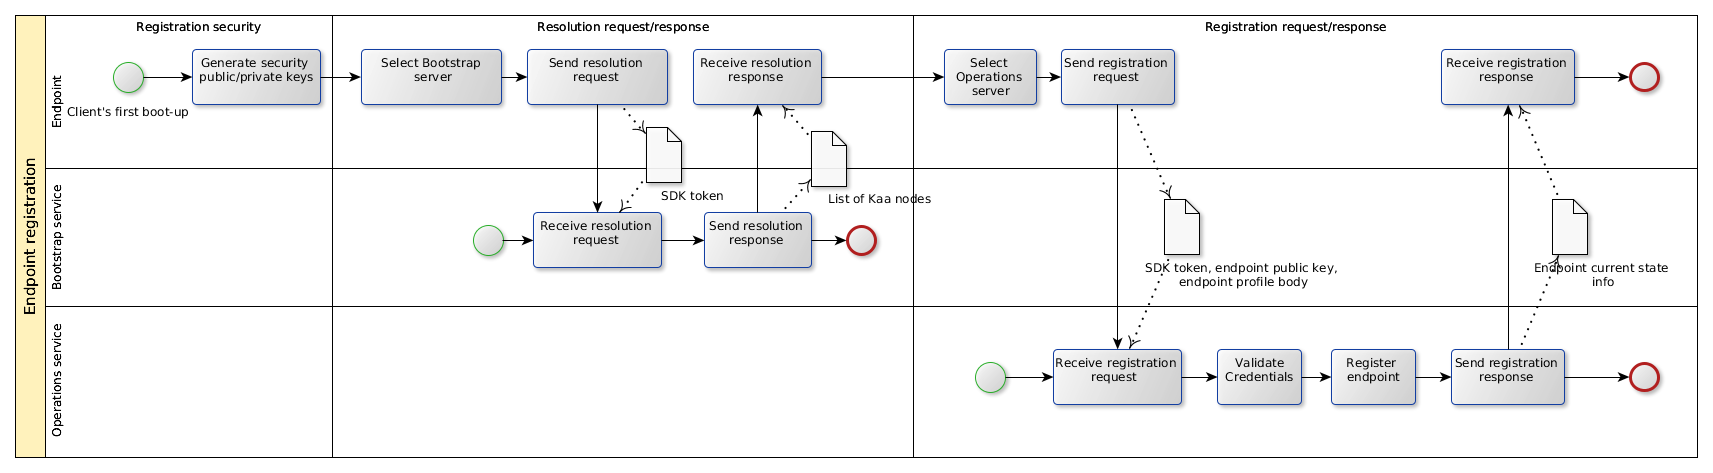 Endpoint registration
Registration security
Resolution request/response
Registration request/response
Endpoint
Client's first boot-up
Generate security
public/private keys
Select Bootstrap
server
Send resolution
request
Receive resolution
response
Select
Operations
server
Send registration
request
Receive registration
response
SDK token
List of Kaa nodes
Bootstrap service
Receive resolution
request
Send resolution
response
SDK token, endpoint public key,
endpoint profile body
Endpoint current state
info
Operations service
Receive registration
request
Validate
Credentials
Register
endpoint
Send registration
response